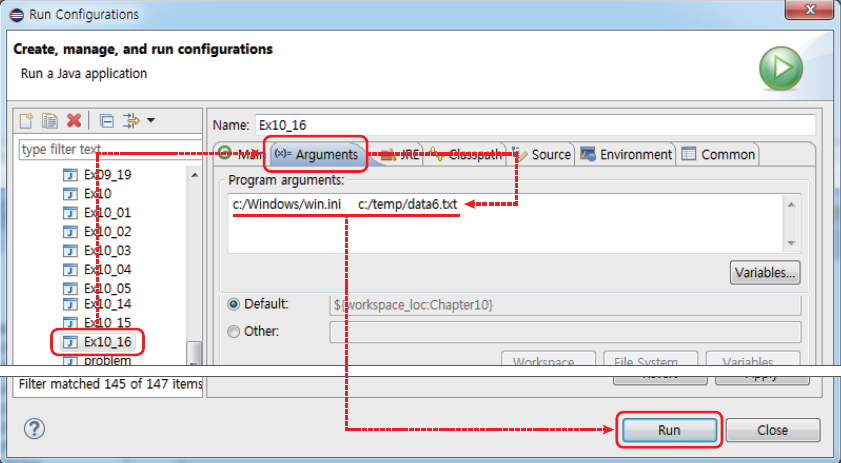 Run Configurations
Create, manage, and run configurations
Run a Java application
type filter text
Ex09_19
Ex10
Ex10_01
Ex10_02
Ex10_03
Ex10_04
Ex10_05
Ex10_14
Ex10_15
Ex10_16
problem
Filter matched 145 of 147 items
Name: Ex10_16
Main (x)= Arguments JRE Classpath Source Environment Common
Program arguments:
c:/Windows/win.ini c:/temp/data6.txt
Variables...
Default: ${workspace_loc:Chapter10}
Other:
Workspace... File System... Variables...
Revert Apply
? Run Close